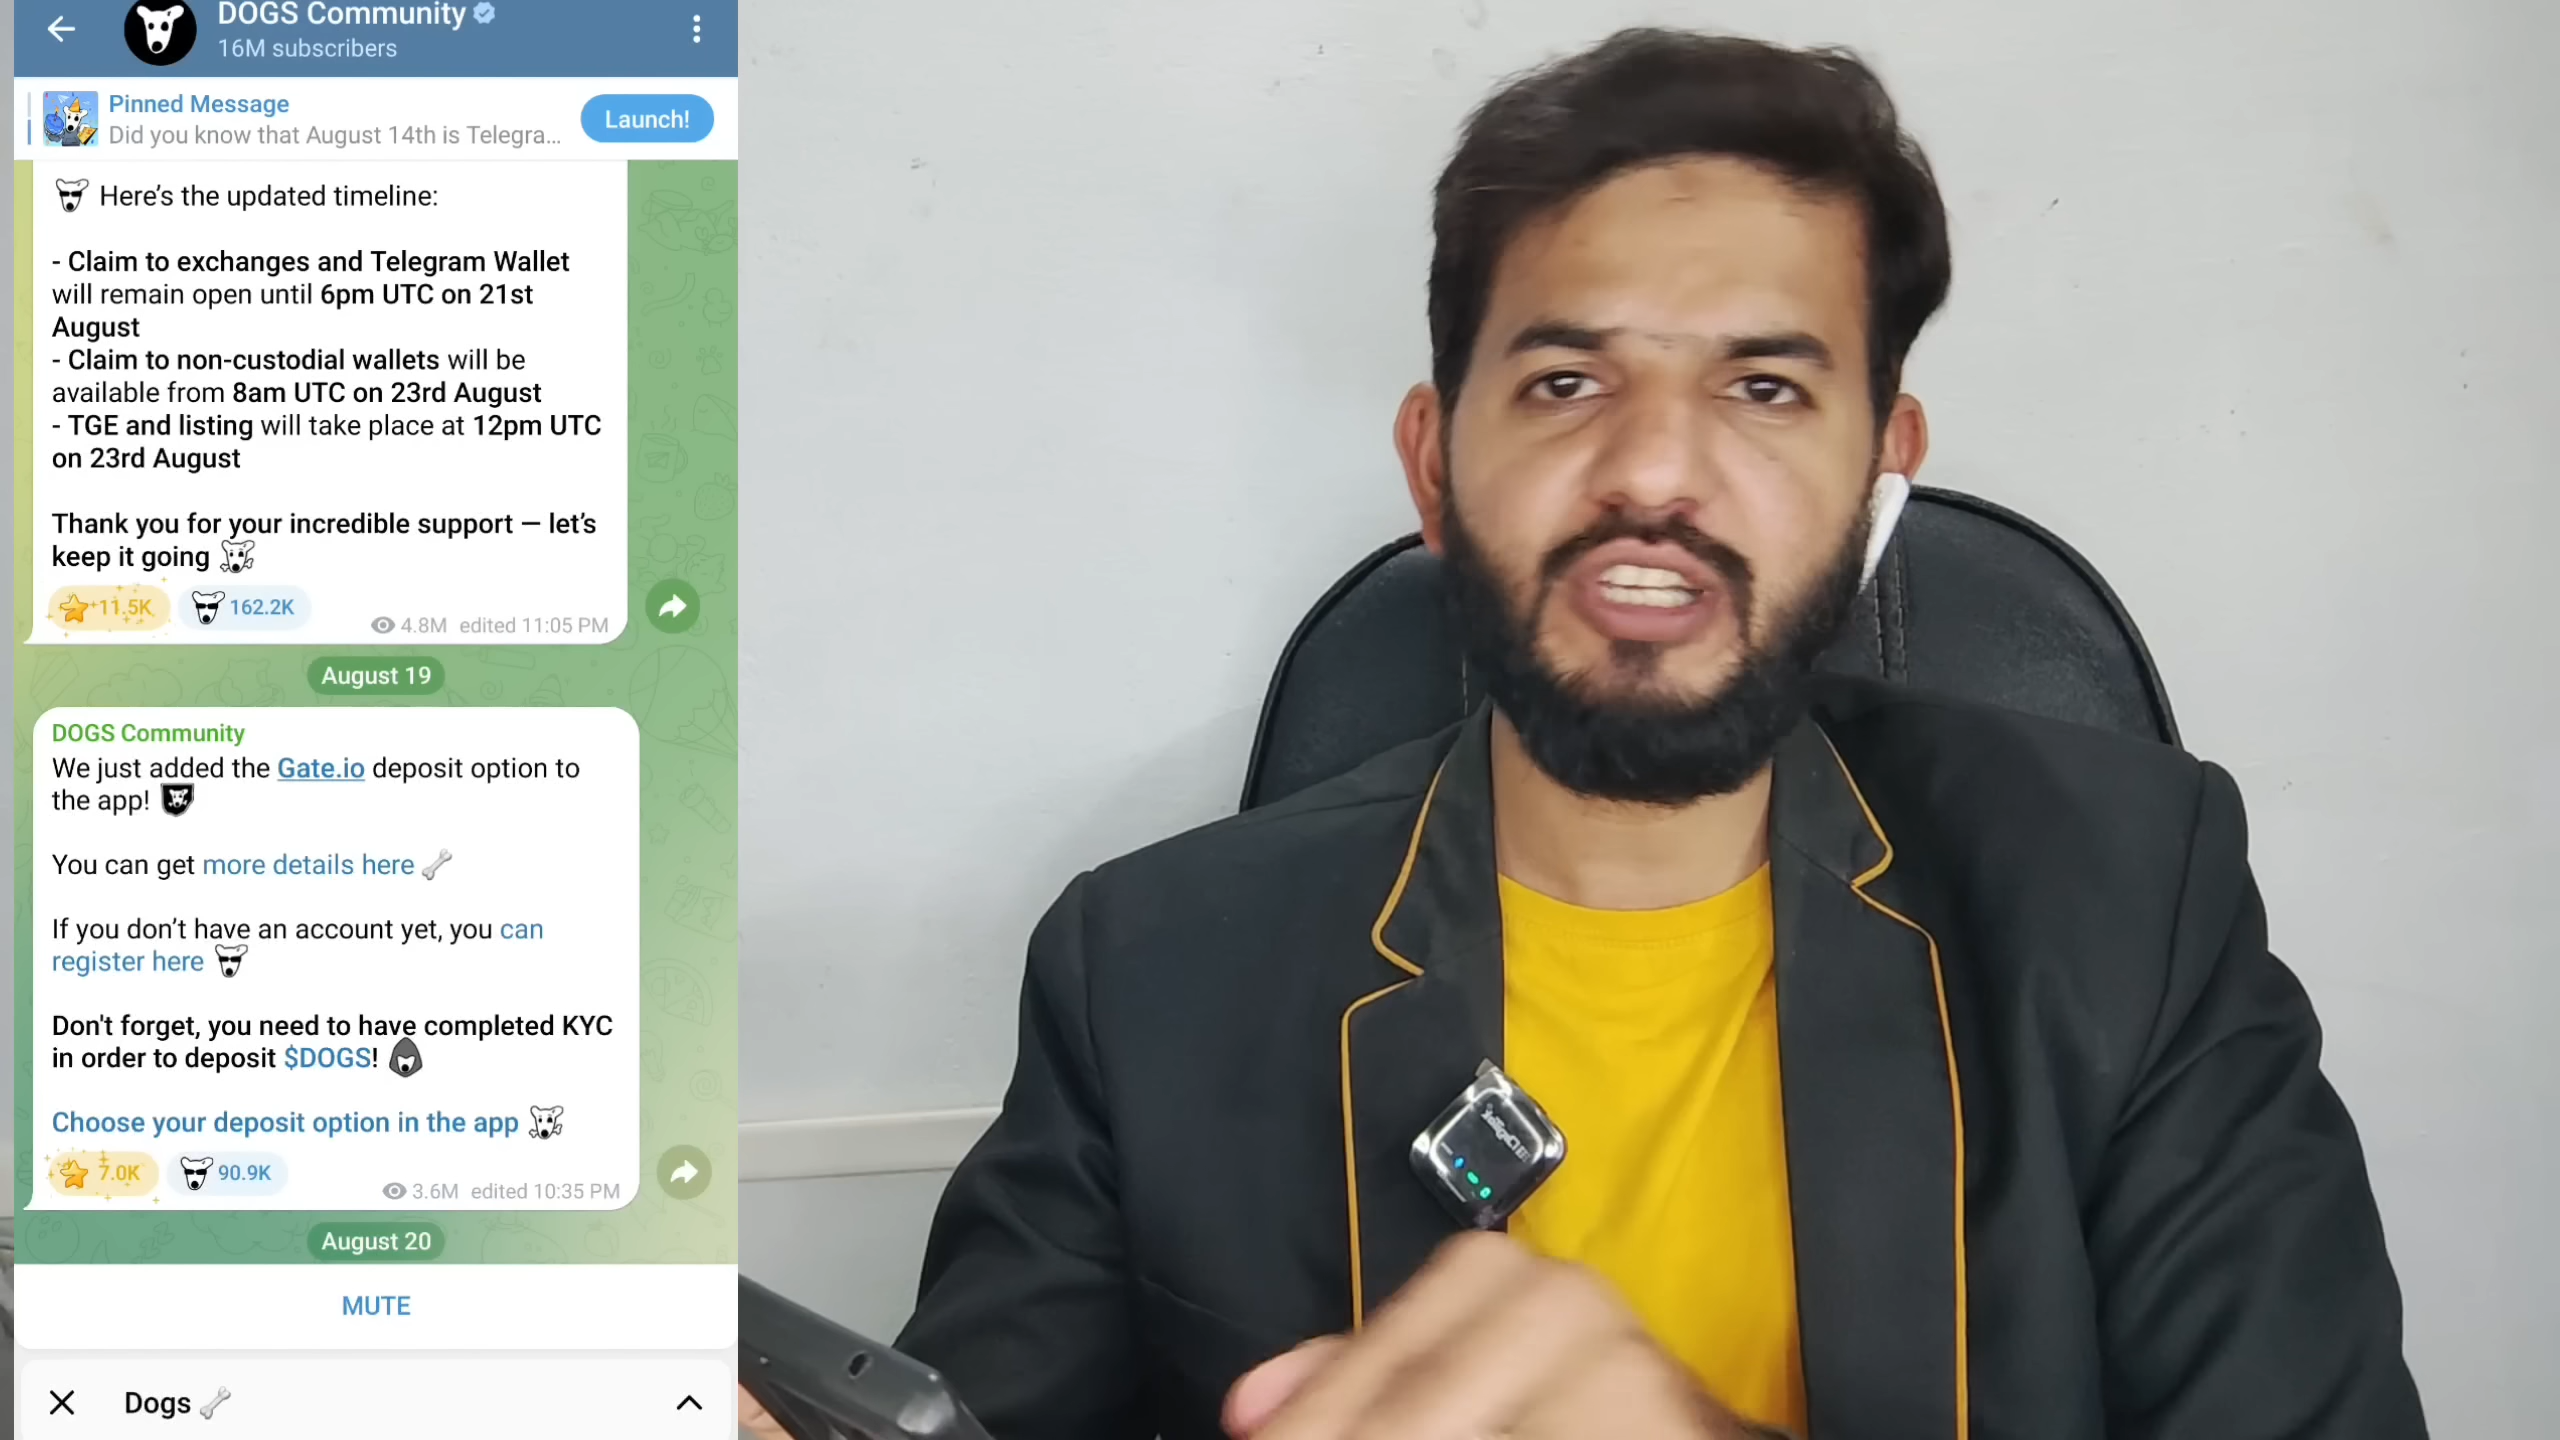 DOGS Community
16M subscribers
Pinned Message
Did you know that August 14th is Telegra...
Launch!
Here's the updated timeline:
- Claim to exchanges and Telegram Wallet
will remain open until 6pm UTC on 21st
August
- Claim to non-custodial wallets will be
available from 8am UTC on 23rd August
- TGE and listing will take place at 12pm UTC
on 23rd August
Thank you for your incredible support — let's
keep it going
11.5K 162.2K
4.8M edited 11:05 PM
August 19
DOGS Community
We just added the Gate.io deposit option to
the app!
You can get more details here
If you don't have an account yet, you can
register here
Don't forget, you need to have completed KYC
in order to deposit $DOGS!
Choose your deposit option in the app
7.0K 90.9K
3.6M edited 10:35 PM
August 20
MUTE
Dogs